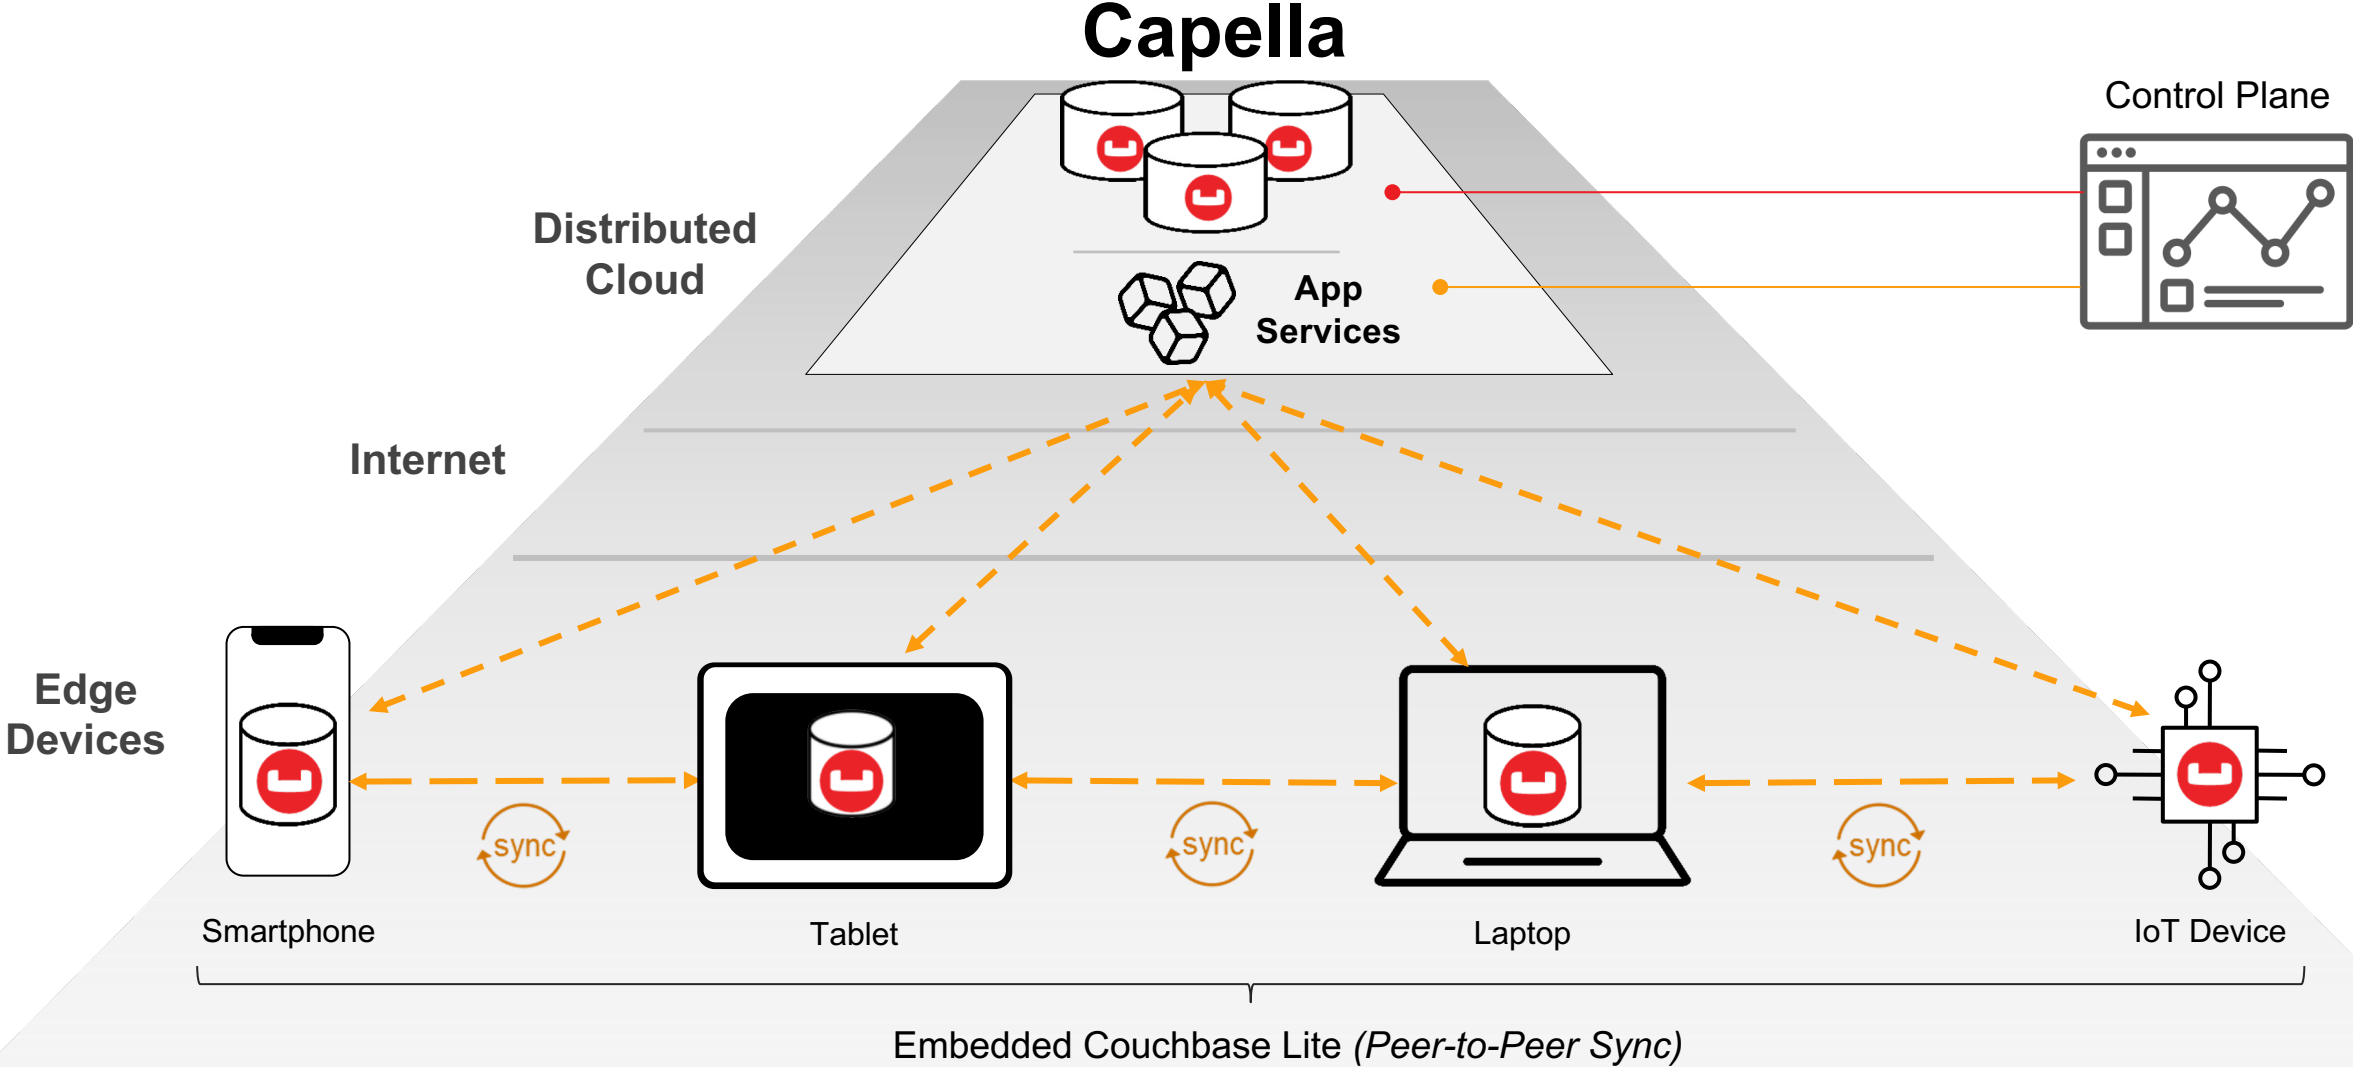 Capella
Control Plane
Distributed
Cloud
App
Services
Internet
Edge
Devices
sync
sync
sync
Smartphone
Tablet
Laptop
IoT Device
Embedded Couchbase Lite (Peer-to-Peer Sync)